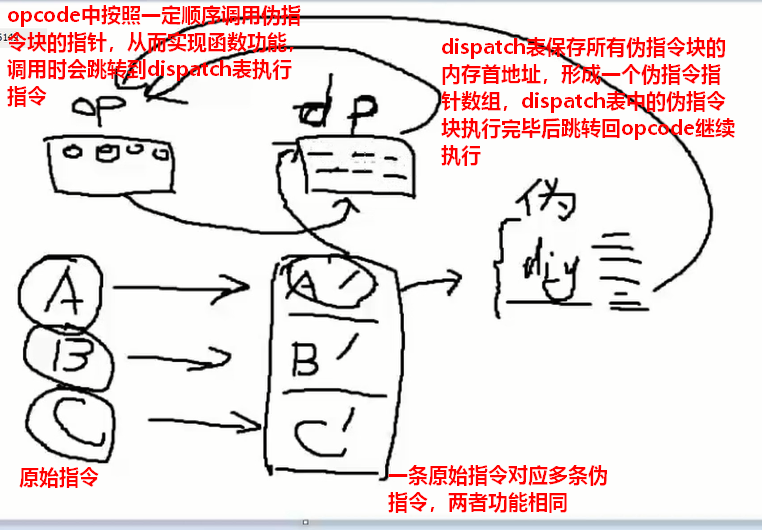 opcode中按照一定顺序调用伪指
令块的指针，从而实现函数功能，
调用时会跳转到dispatch表执行
指令
dispatch表保存所有伪指令块的
内存首地址，形成一个伪指令指
针数组，dispatch表中的伪指令
块执行完毕后跳转回opcode继续
执行
op
dp
伪
diy
A
A′
B
B′
C
C′
原始指令
一条原始指令对应多条伪
指令，两者功能相同